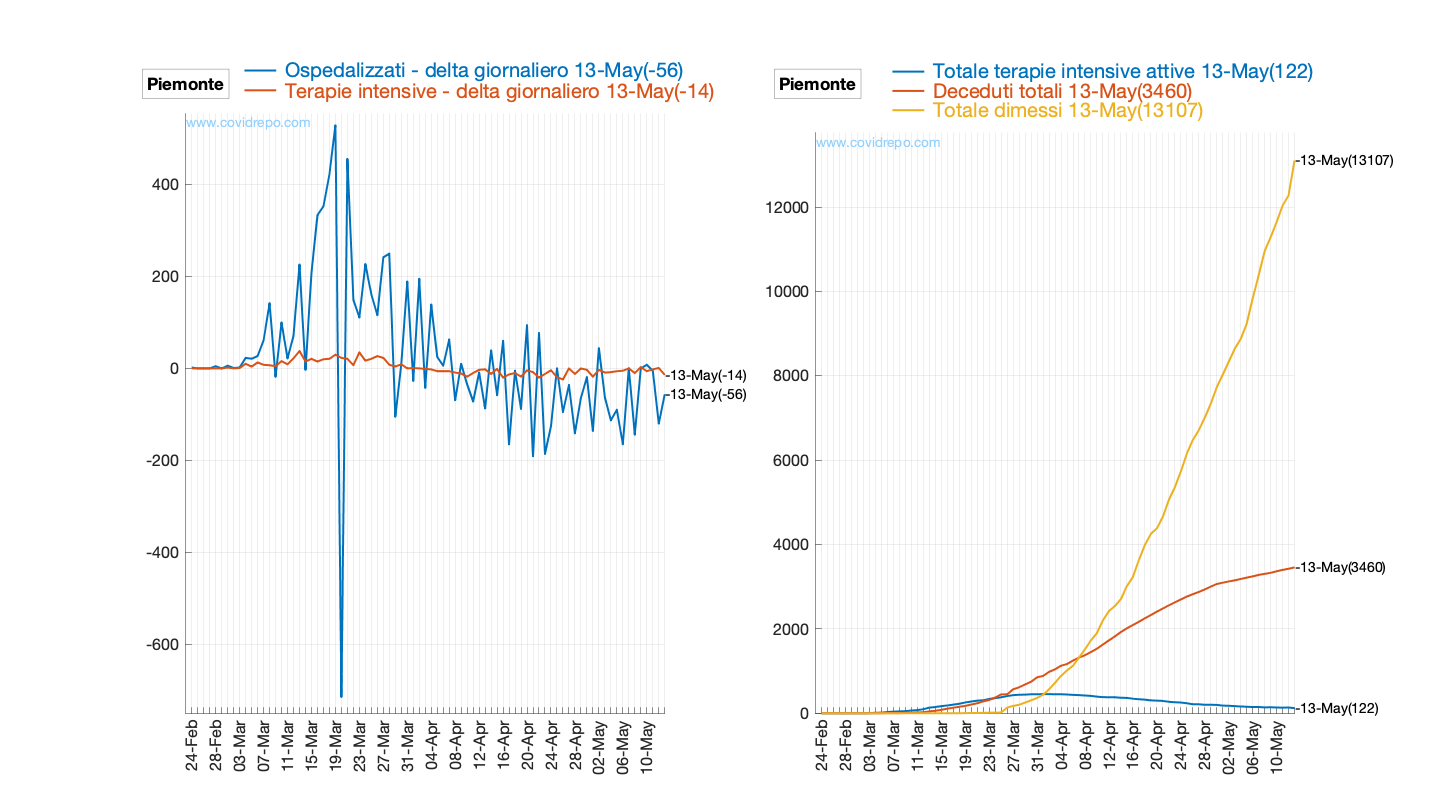 Piemonte
Ospedalizzati - delta giornaliero 13-May(-56)
Terapie intensive - delta giornaliero 13-May(-14)
www.covidrepo.com
400
200
0
-200
-400
-600
-13-May(-14)
-13-May(-56)
24-Feb
28-Feb
03-Mar
07-Mar
11-Mar
15-Mar
19-Mar
23-Mar
27-Mar
31-Mar
04-Apr
08-Apr
12-Apr
16-Apr
20-Apr
24-Apr
28-Apr
02-May
06-May
10-May
Piemonte
Totale terapie intensive attive 13-May(122)
Deceduti totali 13-May(3460)
Totale dimessi 13-May(13107)
www.covidrepo.com
-13-May(13107)
12000
10000
8000
6000
4000
2000
0
-13-May(3460)
-13-May(122)
24-Feb
28-Feb
03-Mar
07-Mar
11-Mar
15-Mar
19-Mar
23-Mar
27-Mar
31-Mar
04-Apr
08-Apr
12-Apr
16-Apr
20-Apr
24-Apr
28-Apr
02-May
06-May
10-May